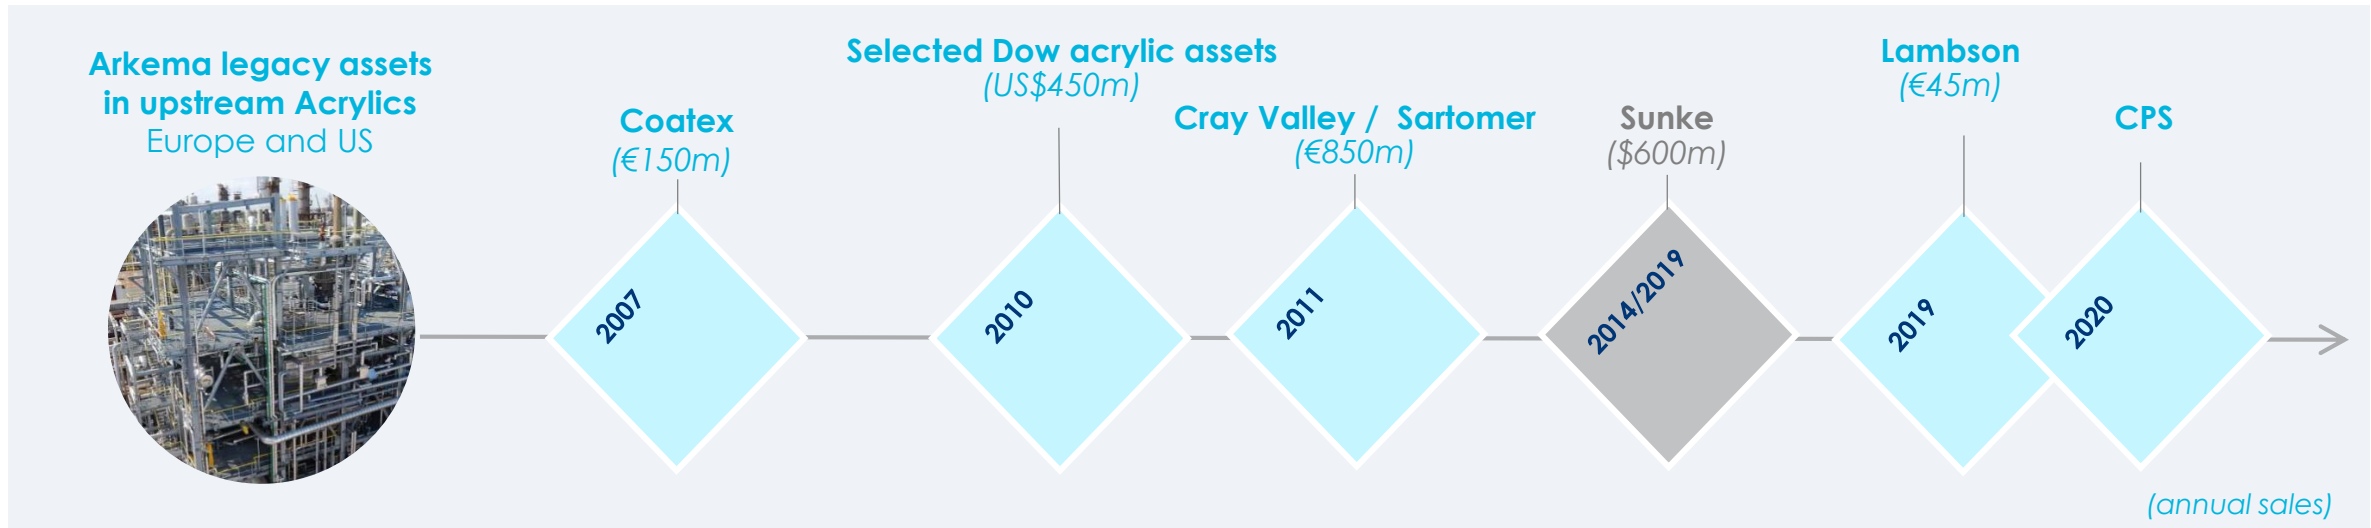 Arkema legacy assets
in upstream Acrylics
Europe and US
Coatex
(€150m)
Selected Dow acrylic assets
(US$450m)
Cray Valley /  Sartomer
(€850m)
Sunke
($600m)
Lambson
(€45m)
CPS
2007
2010
2011
2014/2019
2019
2020
(annual sales)